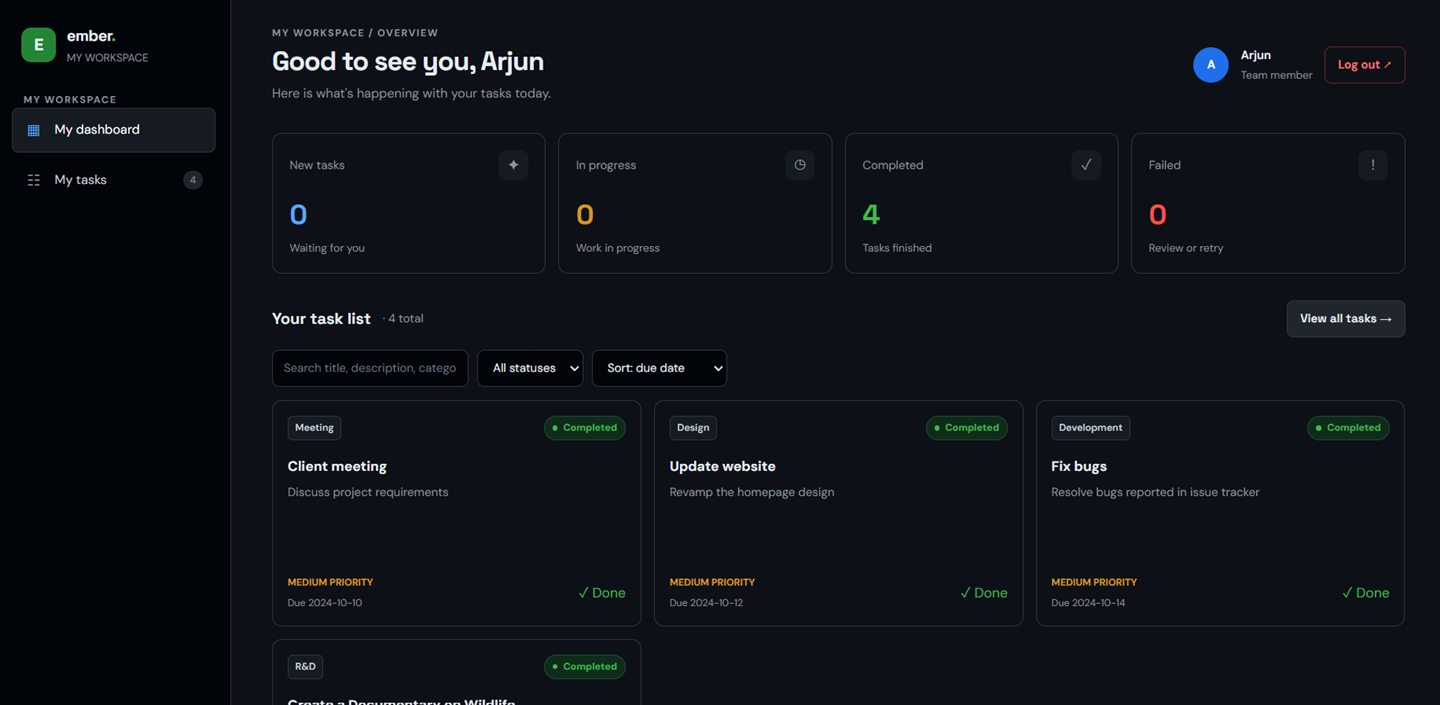 E
ember.
MY WORKSPACE
MY WORKSPACE
My dashboard
My tasks
4
MY WORKSPACE / OVERVIEW
Good to see you, Arjun
Here is what's happening with your tasks today.
A
Arjun
Team member
Log out ↗
New tasks
0
Waiting for you
In progress
0
Work in progress
Completed
✓
4
Tasks finished
Failed
!
0
Review or retry
Your task list · 4 total
View all tasks →
Search title, description, catego
All statuses
Sort: due date
Meeting
Completed
Client meeting
Discuss project requirements
MEDIUM PRIORITY
Due 2024-10-10
✓ Done
Design
Completed
Update website
Revamp the homepage design
MEDIUM PRIORITY
Due 2024-10-12
✓ Done
Development
Completed
Fix bugs
Resolve bugs reported in issue tracker
MEDIUM PRIORITY
Due 2024-10-14
✓ Done
R&D
Completed
Create a Documentary on Wildlife